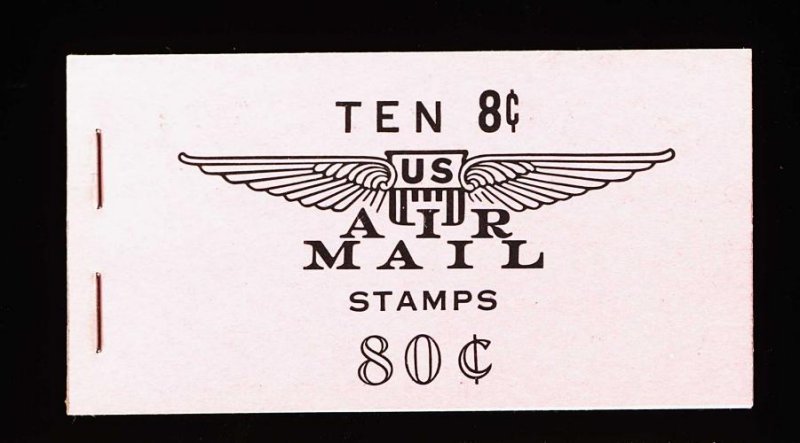 TEN 8¢
US
AIR
MAIL
STAMPS
80¢